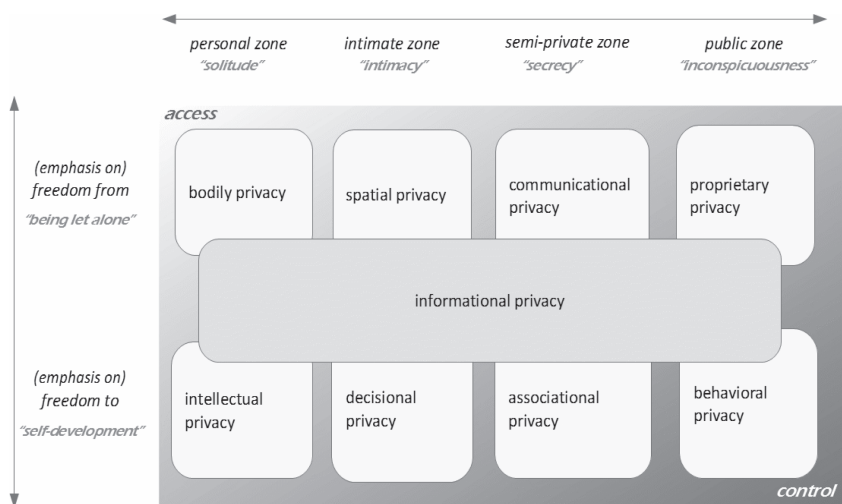 personal zone intimate zone semi-private zone public zone
“solitude” “intimacy” “secrecy” “inconspicuousness”
access
(emphasis on)
freedom from
“being let alone”
bodily privacy
spatial privacy
communicational
privacy
proprietary
privacy
informational privacy
(emphasis on)
freedom to
“self-development”
intellectual
privacy
decisional
privacy
associational
privacy
behavioral
privacy
control